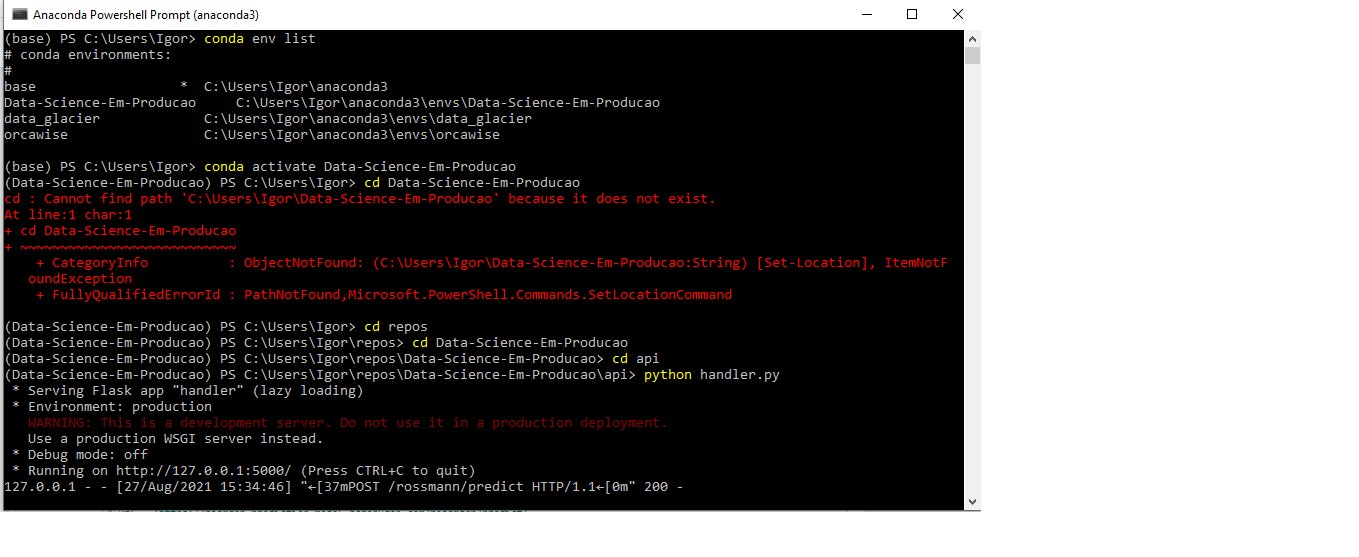 Anaconda Powershell Prompt (anaconda3)
(base) PS C:\Users\Igor> conda env list
# conda environments:
#
base                  *  C:\Users\Igor\anaconda3
Data-Science-Em-Producao     C:\Users\Igor\anaconda3\envs\Data-Science-Em-Producao
data_glacier             C:\Users\Igor\anaconda3\envs\data_glacier
orcawise                 C:\Users\Igor\anaconda3\envs\orcawise
(base) PS C:\Users\Igor> conda activate Data-Science-Em-Producao
(Data-Science-Em-Producao) PS C:\Users\Igor> cd Data-Science-Em-Producao
cd : Cannot find path 'C:\Users\Igor\Data-Science-Em-Producao' because it does not exist.
At line:1 char:1
+ cd Data-Science-Em-Producao
+ ~~~~~~~~~~~~~~~~~~~~~~~~~~~
    + CategoryInfo          : ObjectNotFound: (C:\Users\Igor\Data-Science-Em-Producao:String) [Set-Location], ItemNotF
   oundException
    + FullyQualifiedErrorId : PathNotFound,Microsoft.PowerShell.Commands.SetLocationCommand
(Data-Science-Em-Producao) PS C:\Users\Igor> cd repos
(Data-Science-Em-Producao) PS C:\Users\Igor\repos> cd Data-Science-Em-Producao
(Data-Science-Em-Producao) PS C:\Users\Igor\repos\Data-Science-Em-Producao> cd api
(Data-Science-Em-Producao) PS C:\Users\Igor\repos\Data-Science-Em-Producao\api> python handler.py
 * Serving Flask app "handler" (lazy loading)
 * Environment: production
   WARNING: This is a development server. Do not use it in a production deployment.
   Use a production WSGI server instead.
 * Debug mode: off
 * Running on http://127.0.0.1:5000/ (Press CTRL+C to quit)
127.0.0.1 - - [27/Aug/2021 15:34:46] "←[37mPOST /rossmann/predict HTTP/1.1←[0m" 200 -